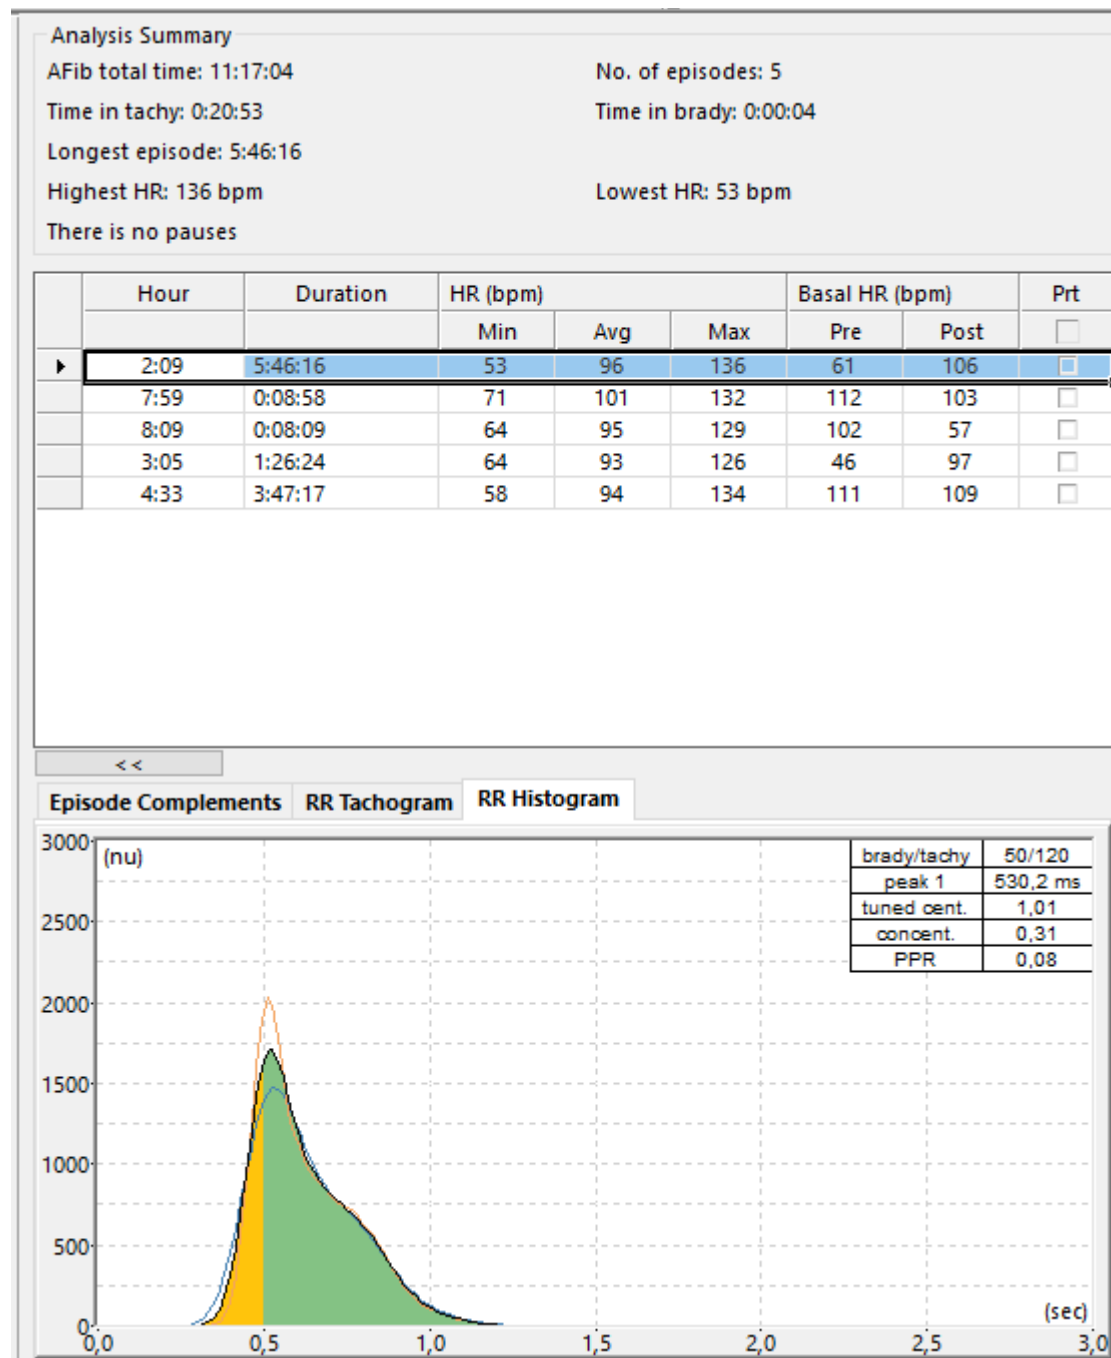 Analysis Summary
AFib total time: 11:17:04 No. of episodes: 5
Time in tachy: 0:20:53 Time in brady: 0:00:04
Longest episode: 5:46:16
Highest HR: 136 bpm Lowest HR: 53 bpm
There is no pauses
Hour Duration HR (bpm) Basal HR (bpm) Prt
Min Avg Max Pre Post
2:09 5:46:16 53 96 136 61 106
7:59 0:08:58 71 101 132 112 103
8:09 0:08:09 64 95 129 102 57
3:05 1:26:24 64 93 126 46 97
4:33 3:47:17 58 94 134 111 109
<<
Episode Complements RR Tachogram RR Histogram
3000 (nu)
2500
2000
1500
1000
500
0
brady/tachy 50/120
peak 1 530,2 ms
tuned cent. 1,01
concent. 0,31
PPR 0,08
(sec)
0,0 0,5 1,0 1,5 2,0 2,5 3,0